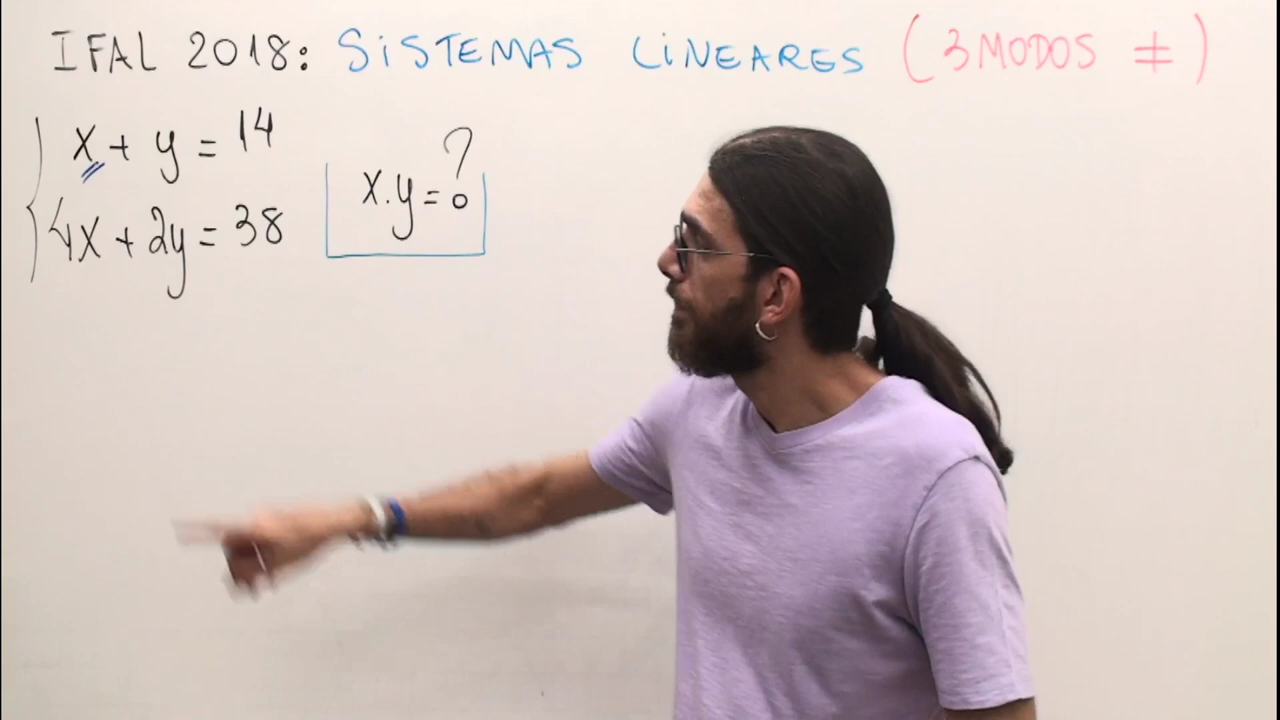 IFAL 2018: SISTEMAS LINEARES (3 MODOS ≠)
x + y = 14
4x + 2y = 38
x.y = ?